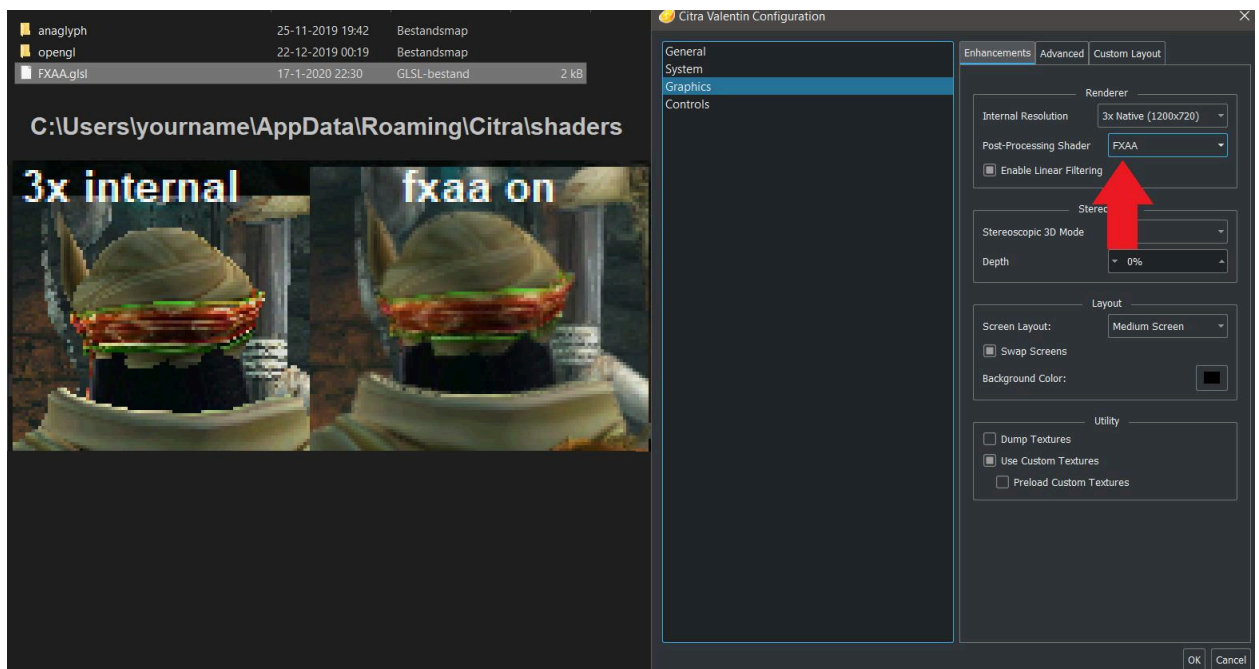 anaglyph 25-11-2019 19:42 Bestandsmap
opengl 22-12-2019 00:19 Bestandsmap
FXAA.glsl 17-1-2020 22:30 GLSL-bestand 2 kB
C:\Users\yourname\AppData\Roaming\Citra\shaders
3x internal
fxaa on
Citra Valentin Configuration
General
System
Graphics
Controls
Enhancements Advanced Custom Layout
Renderer
Internal Resolution 3x Native (1200x720)
Post-Processing Shader FXAA
Enable Linear Filtering
Stereoscopic 3D Mode
Depth 0%
Layout
Screen Layout: Medium Screen
Swap Screens
Background Color:
Utility
Dump Textures
Use Custom Textures
Preload Custom Textures
OK Cancel